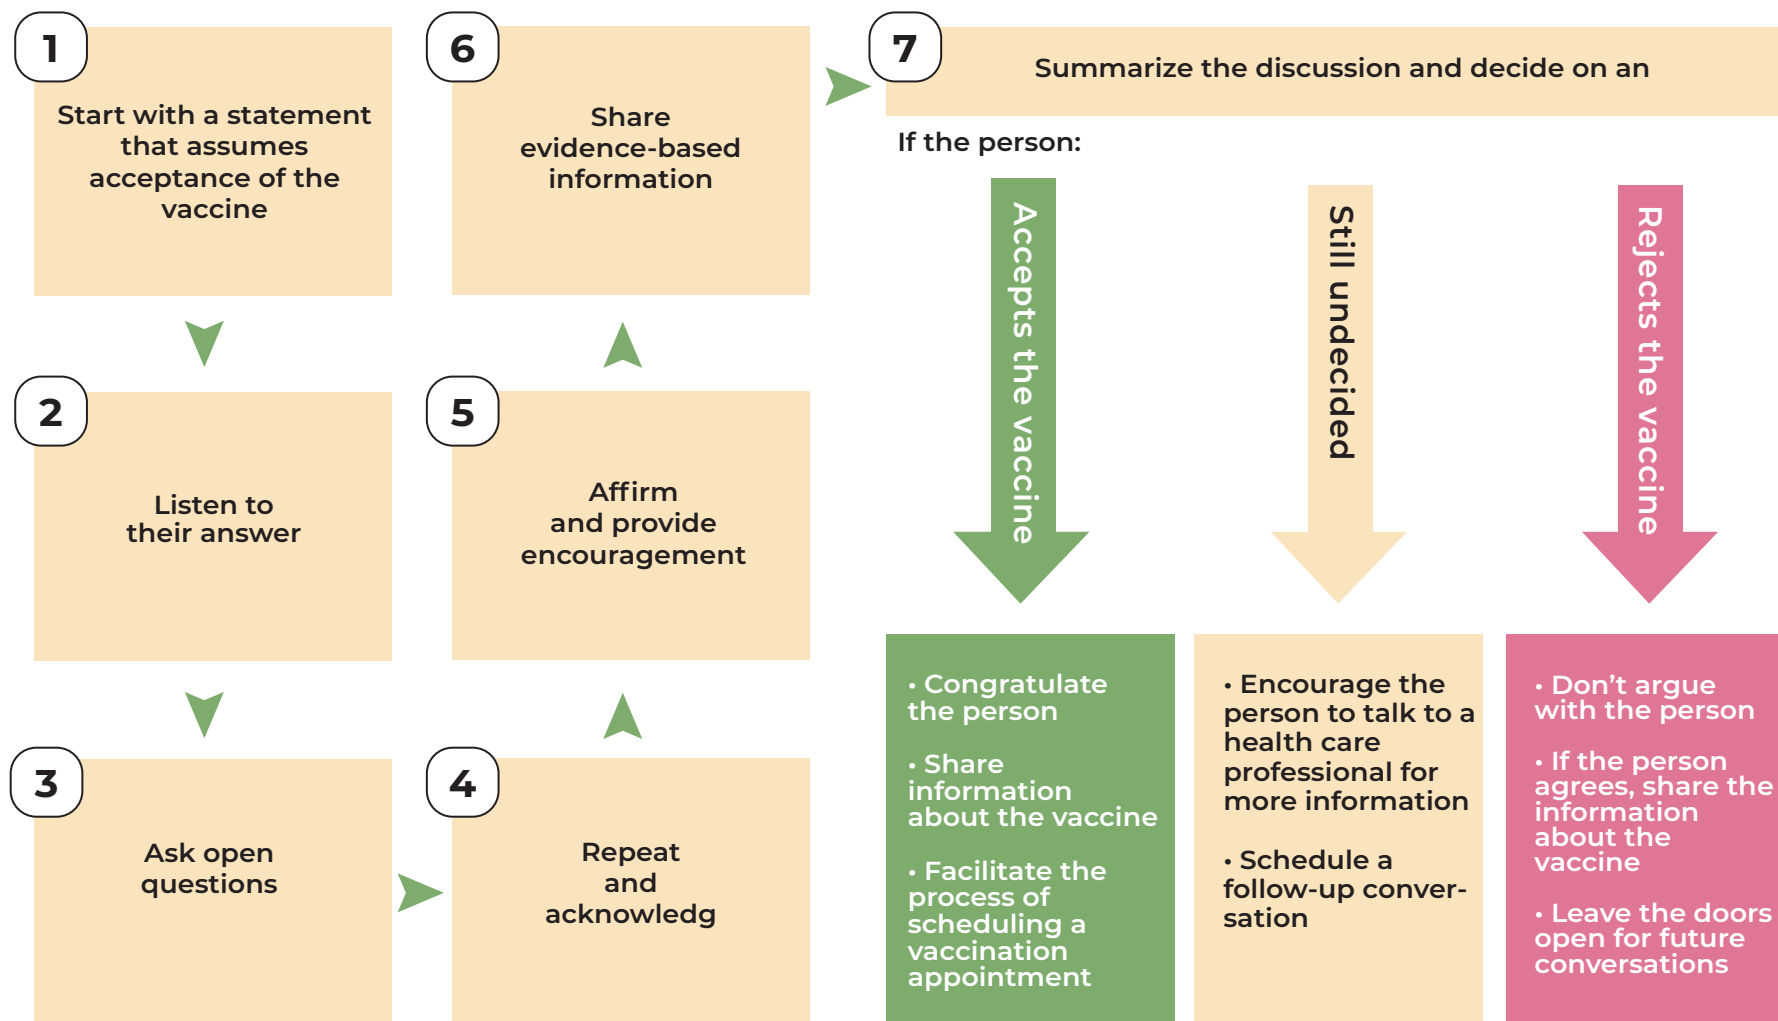 1
Start with a statement
that assumes
acceptance of the
vaccine
2
Listen to
their answer
3
Ask open
questions
4
Repeat
and
acknowledg
5
Affirm
and provide
encouragement
6
Share
evidence-based
information
7
Summarize the discussion and decide on an
If the person:
Accepts the vaccine
• Congratulate
the person
• Share
information
about the vaccine
• Facilitate the
process of
scheduling a
vaccination
appointment
Still undecided
• Encourage the
person to talk to a
health care
professional for
more information
• Schedule a
follow-up conver-
sation
Rejects the vaccine
• Don’t argue
with the person
• If the person
agrees, share the
information
about the
vaccine
• Leave the doors
open for future
conversations